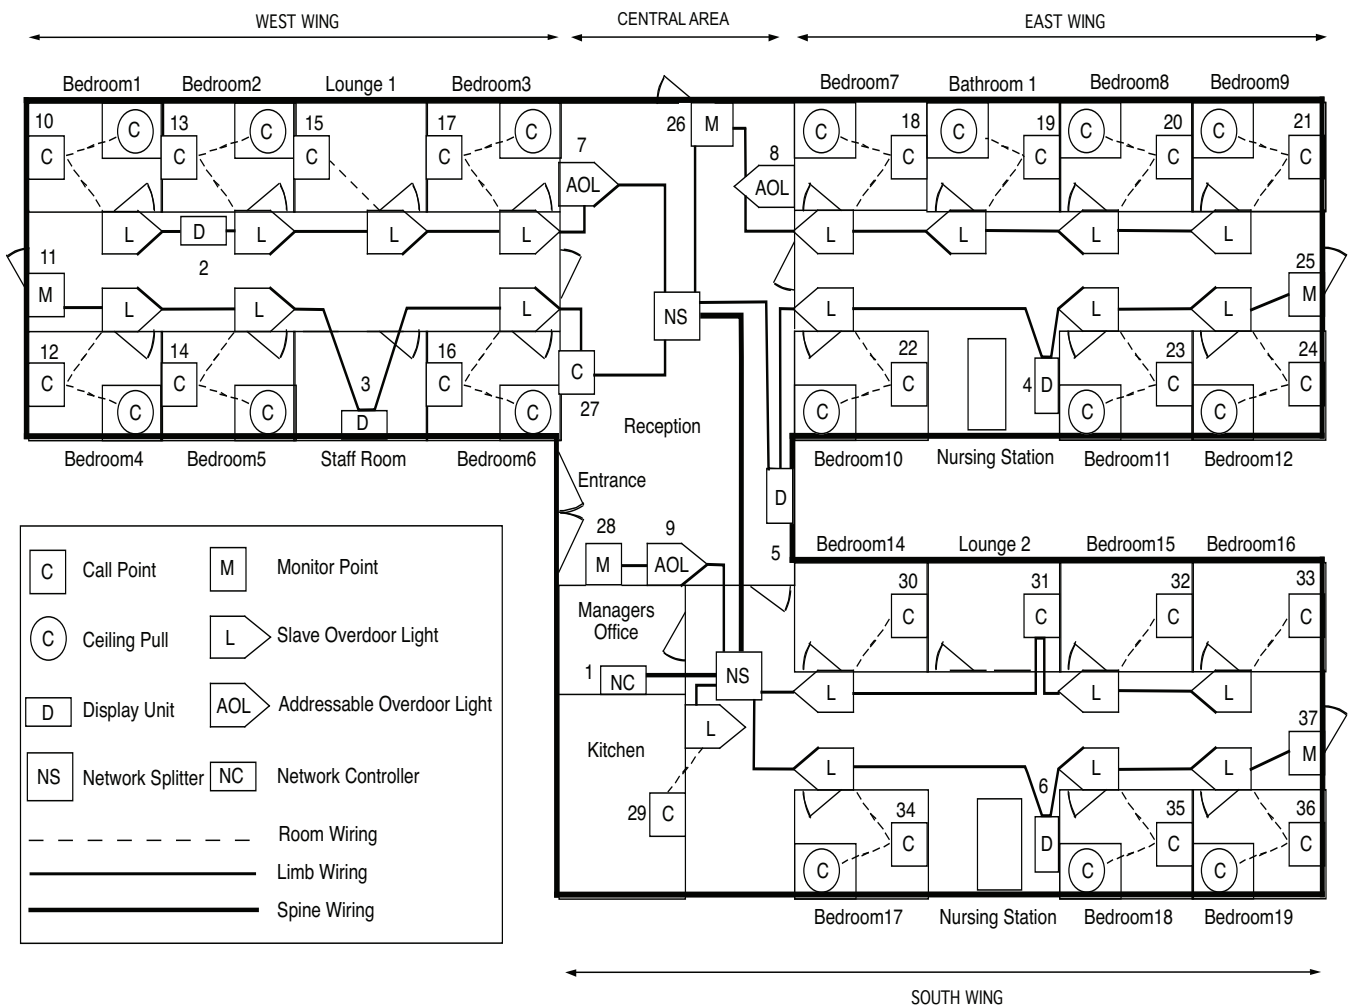 WEST WING
CENTRAL AREA
EAST WING
Bedroom1
Bedroom2
Lounge 1
Bedroom3
Bedroom7
Bathroom 1
Bedroom8
Bedroom9
10 C C
13 C C
15 C
17 C C
7 AOL
26 M
8 AOL
C 18 C
C 19 C
C 20 C
C 21 C
L D L L L
L L L L
2
11 M
25 M
L L L
NS
L L L
12 C C
14 C C
3 D
16 C C
C 27
22 C C
4 D
23 C C
24 C C
Reception
Bedroom4
Bedroom5
Staff Room
Bedroom6
Bedroom10
Nursing Station
Bedroom11
Bedroom12
Entrance
D
5
28 M
9 AOL
Bedroom14
Lounge 2
Bedroom15
Bedroom16
30 C
31 C
32 C
33 C
Managers
Office
1 NC
NS
L
L L L
37 M
Kitchen
29 C
L L L
6 D
34 C C
35 C C
36 C C
Bedroom17
Nursing Station
Bedroom18
Bedroom19
SOUTH WING
C Call Point
M Monitor Point
C Ceiling Pull
L Slave Overdoor Light
D Display Unit
AOL Addressable Overdoor Light
NS Network Splitter
NC Network Controller
Room Wiring
Limb Wiring
Spine Wiring